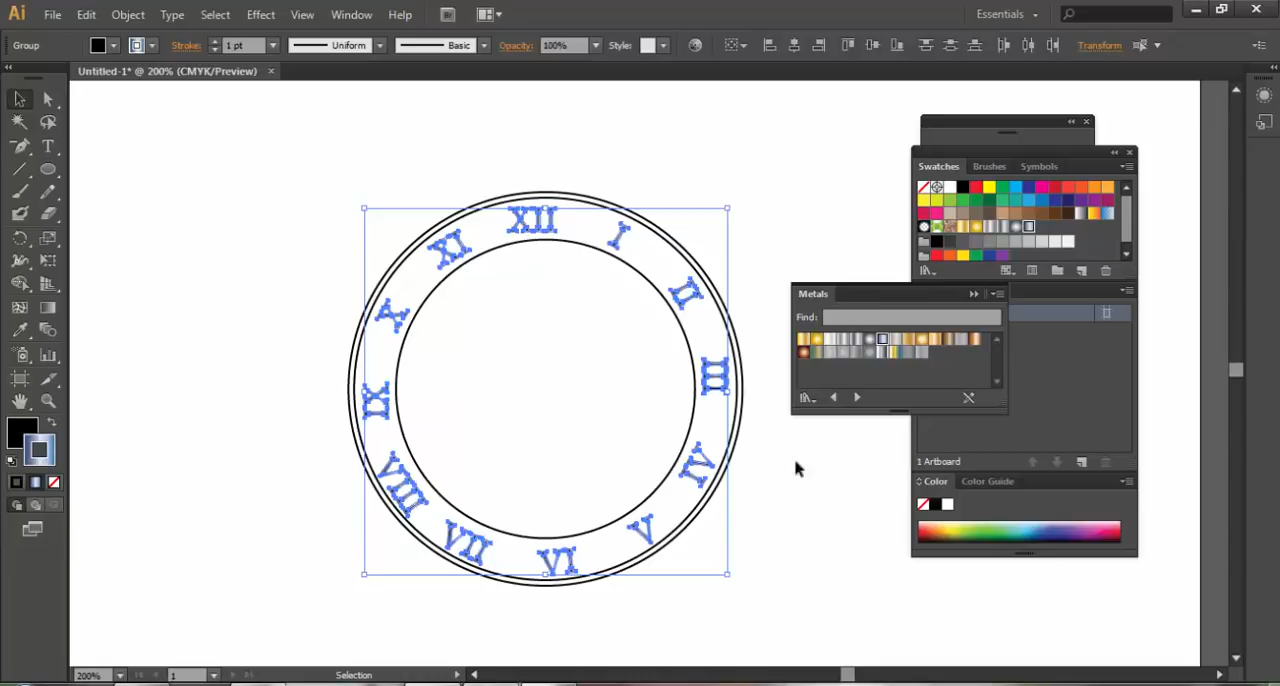 Ai File Edit Object Type Select Effect View Window Help Br Essentials
Group Stroke: 1 pt Uniform Basic Opacity: 100% Style: Transform
Untitled-1* @ 200% (CMYK/Preview)
Swatches Brushes Symbols
XII
I
II
III
IV
V
VI
VII
VIII
IX
X
XI
Metals
Find:
1 Artboard
Color Color Guide
200% 1 Selection